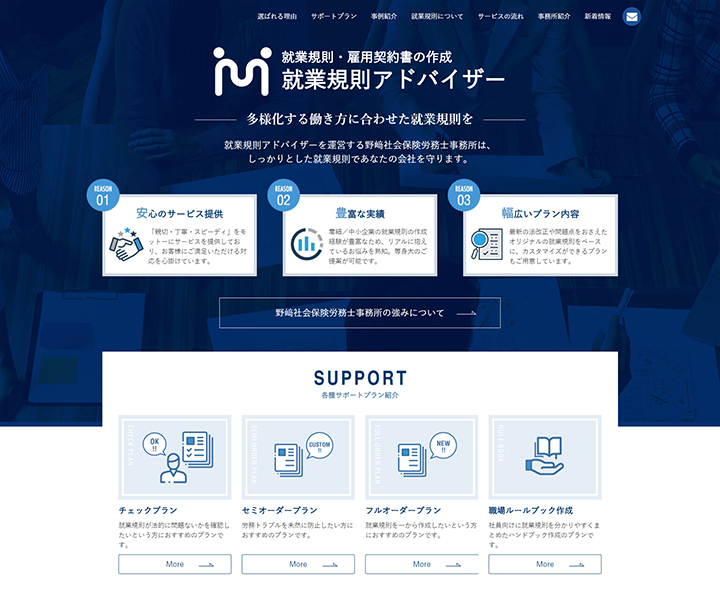 選ばれる理由 サポートプラン 事例紹介 就業規則について サービスの流れ 事務所紹介 新着情報
就業規則・雇用契約書の作成
就業規則アドバイザー
多様化する働き方に合わせた就業規則を
就業規則アドバイザーを運営する野﨑社会保険労務士事務所は、
しっかりとした就業規則であなたの会社を守ります。
REASON
01
安心のサービス提供
「親切・丁寧・スピーディ」をモ
ットーにサービスを提供してお
り、お客様にご満足いただける対
応を心掛けています。
REASON
02
豊富な実績
零細／中小企業の就業規則の作成
経験が豊富なため、リアルに抱え
ているお悩みを熟知。等身大のご
提案が可能です。
REASON
03
幅広いプラン内容
最新の法改正や問題点をおさえた
オリジナルの就業規則をベース
に、カスタマイズができるプラン
もご用意しています。
野﨑社会保険労務士事務所の強みについて
SUPPORT
各種サポートプラン紹介
CHECK PLAN
OK
!!
チェックプラン
就業規則が法的に問題ないかを確認し
たいという方におすすめのプランで
す。
More
SEMI ORDER PLAN
CUSTOM
!!
セミオーダープラン
労務トラブルを未然に防止したい方に
おすすめのプランです。
More
FULL ORDER PLAN
NEW
!!
フルオーダープラン
就業規則を一から作成したいという方
におすすめのプランです。
More
RULE BOOK
職場ルールブック作成
社員向けに就業規則を分かりやすくま
とめたハンドブック作成のプランで
す。
More